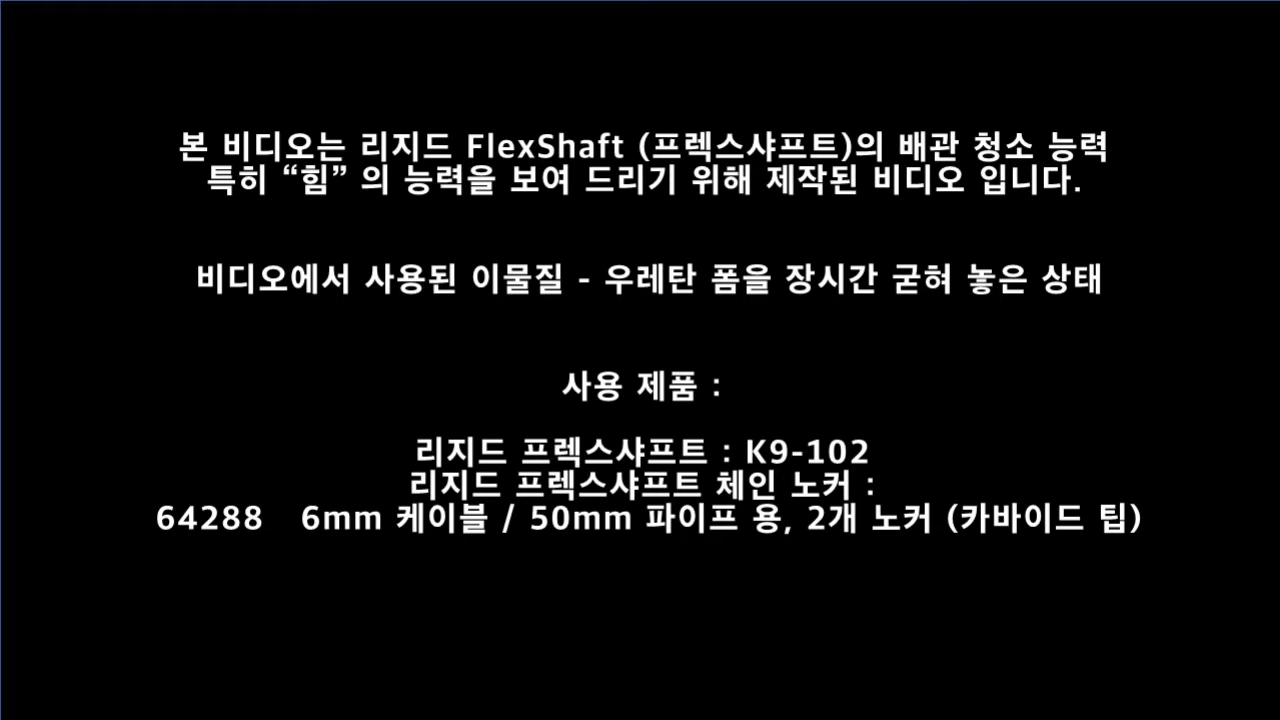 본 비디오는 리지드 FlexShaft (프렉스샤프트)의 배관 청소 능력
특히 “힘” 의 능력을 보여 드리기 위해 제작된 비디오 입니다.
비디오에서 사용된 이물질 - 우레탄 폼을 장시간 굳혀 놓은 상태
사용 제품 :
리지드 프렉스샤프트 : K9-102
리지드 프렉스샤프트 체인 노커 :
64288 6mm 케이블 / 50mm 파이프 용, 2개 노커 (카바이드 팁)